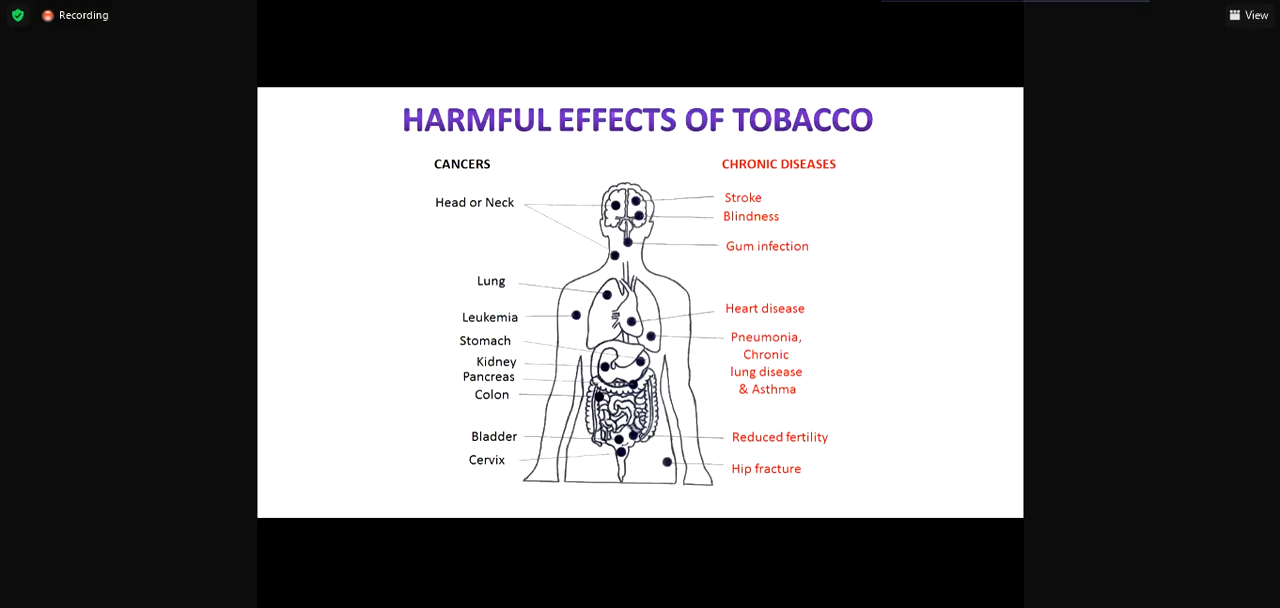 Recording
View
HARMFUL EFFECTS OF TOBACCO
CANCERS
Head or Neck
Lung
Leukemia
Stomach
Kidney
Pancreas
Colon
Bladder
Cervix
CHRONIC DISEASES
Stroke
Blindness
Gum infection
Heart disease
Pneumonia,
Chronic
lung disease
& Asthma
Reduced fertility
Hip fracture